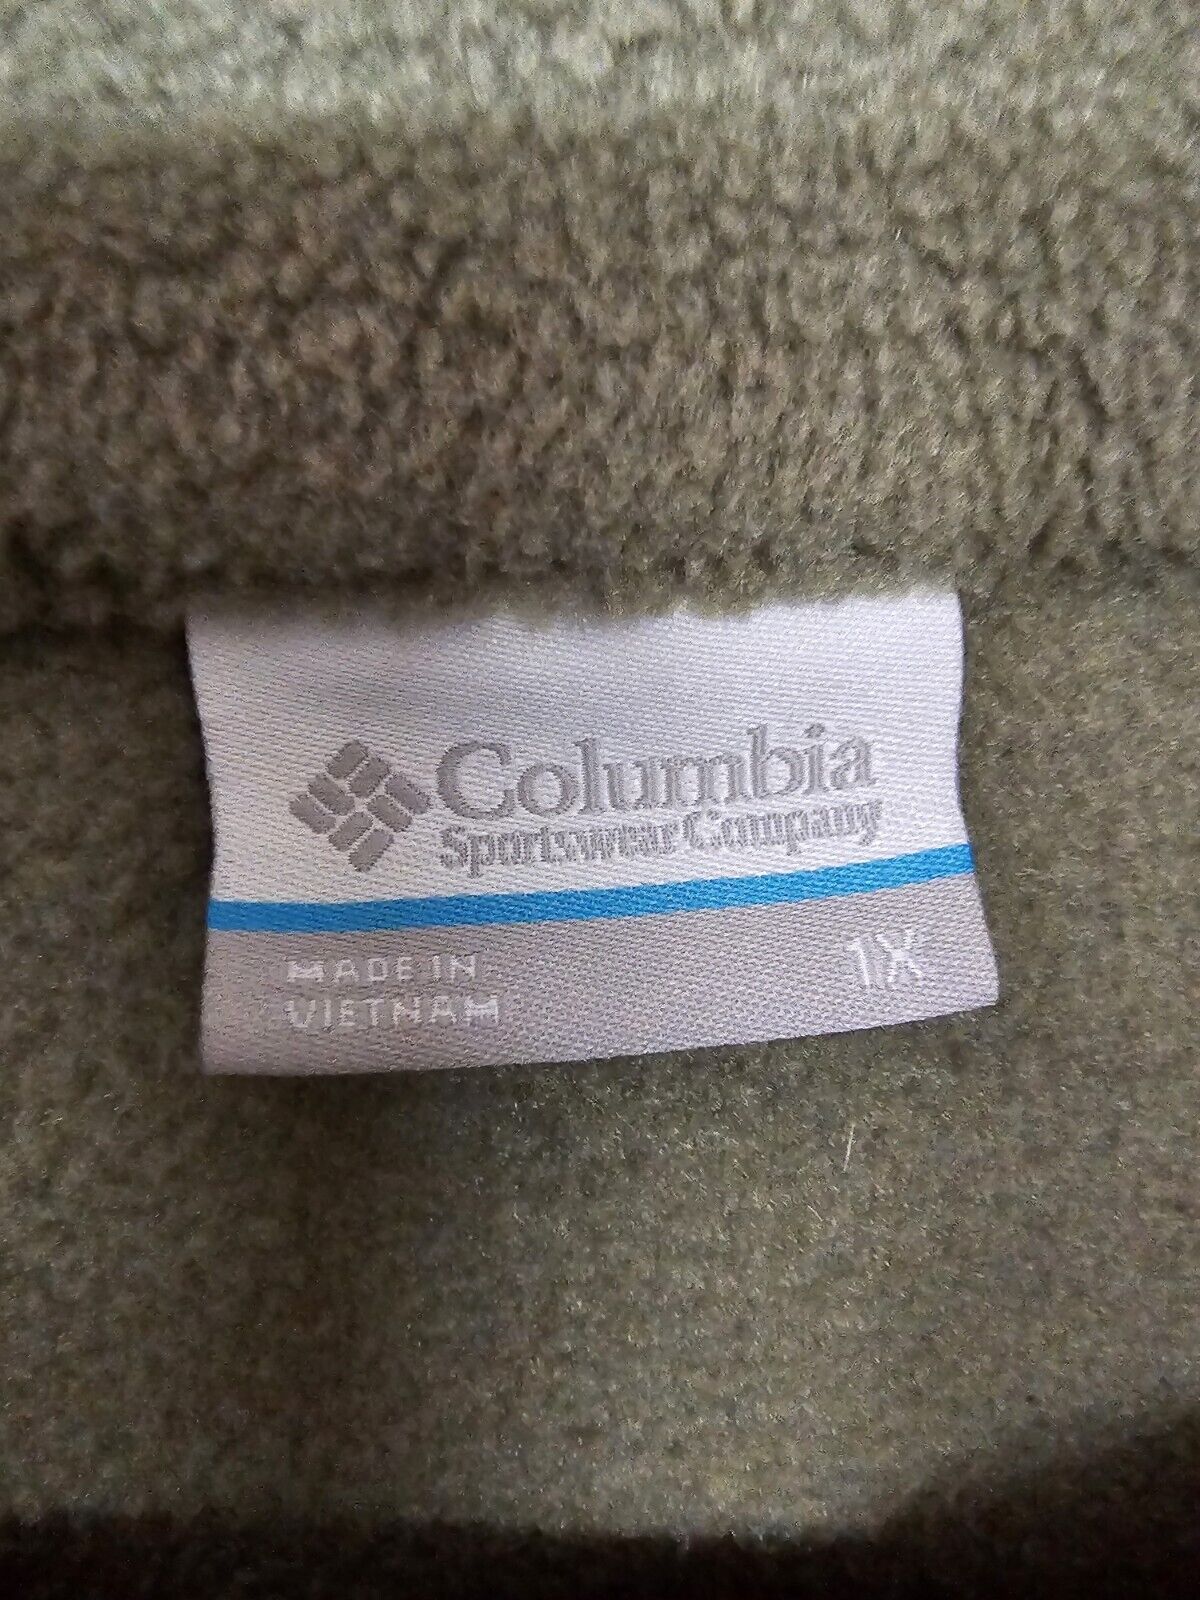 Columbia
Sportswear Company
MADE IN
VIETNAM
1X